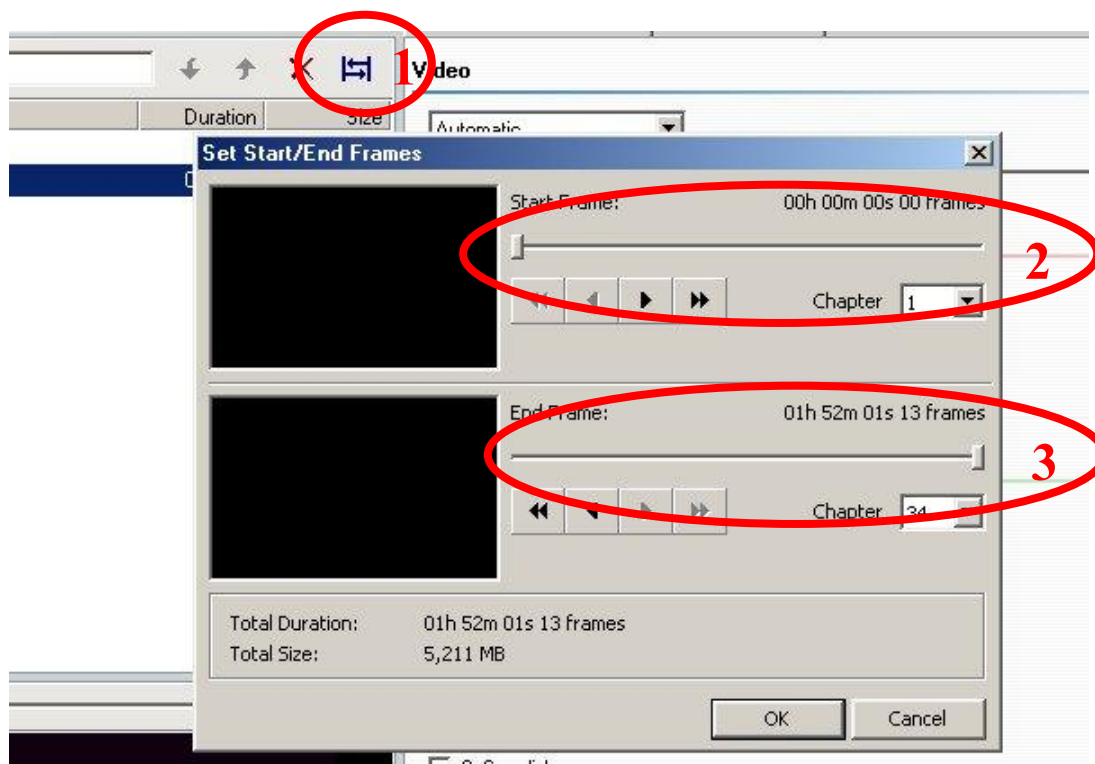 1
Video
Duration Size
Automatic
Set Start/End Frames
Start Frame: 00h 00m 00s 00 frames
2
Chapter 1
End Frame: 01h 52m 01s 13 frames
3
Chapter 34
Total Duration: 01h 52m 01s 13 frames
Total Size: 5,211 MB
OK Cancel